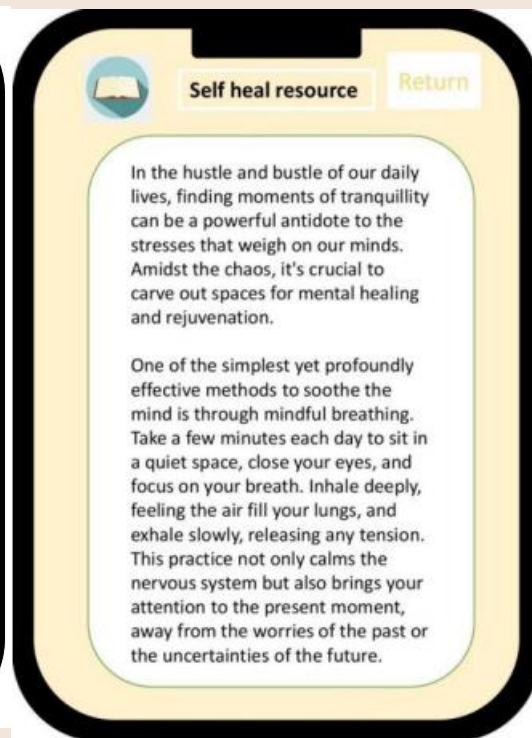 Self heal resource
Return
In the hustle and bustle of our daily
lives, finding moments of tranquillity
can be a powerful antidote to the
stresses that weigh on our minds.
Amidst the chaos, it's crucial to
carve out spaces for mental healing
and rejuvenation.
One of the simplest yet profoundly
effective methods to soothe the
mind is through mindful breathing.
Take a few minutes each day to sit in
a quiet space, close your eyes, and
focus on your breath. Inhale deeply,
feeling the air fill your lungs, and
exhale slowly, releasing any tension.
This practice not only calms the
nervous system but also brings your
attention to the present moment,
away from the worries of the past or
the uncertainties of the future.